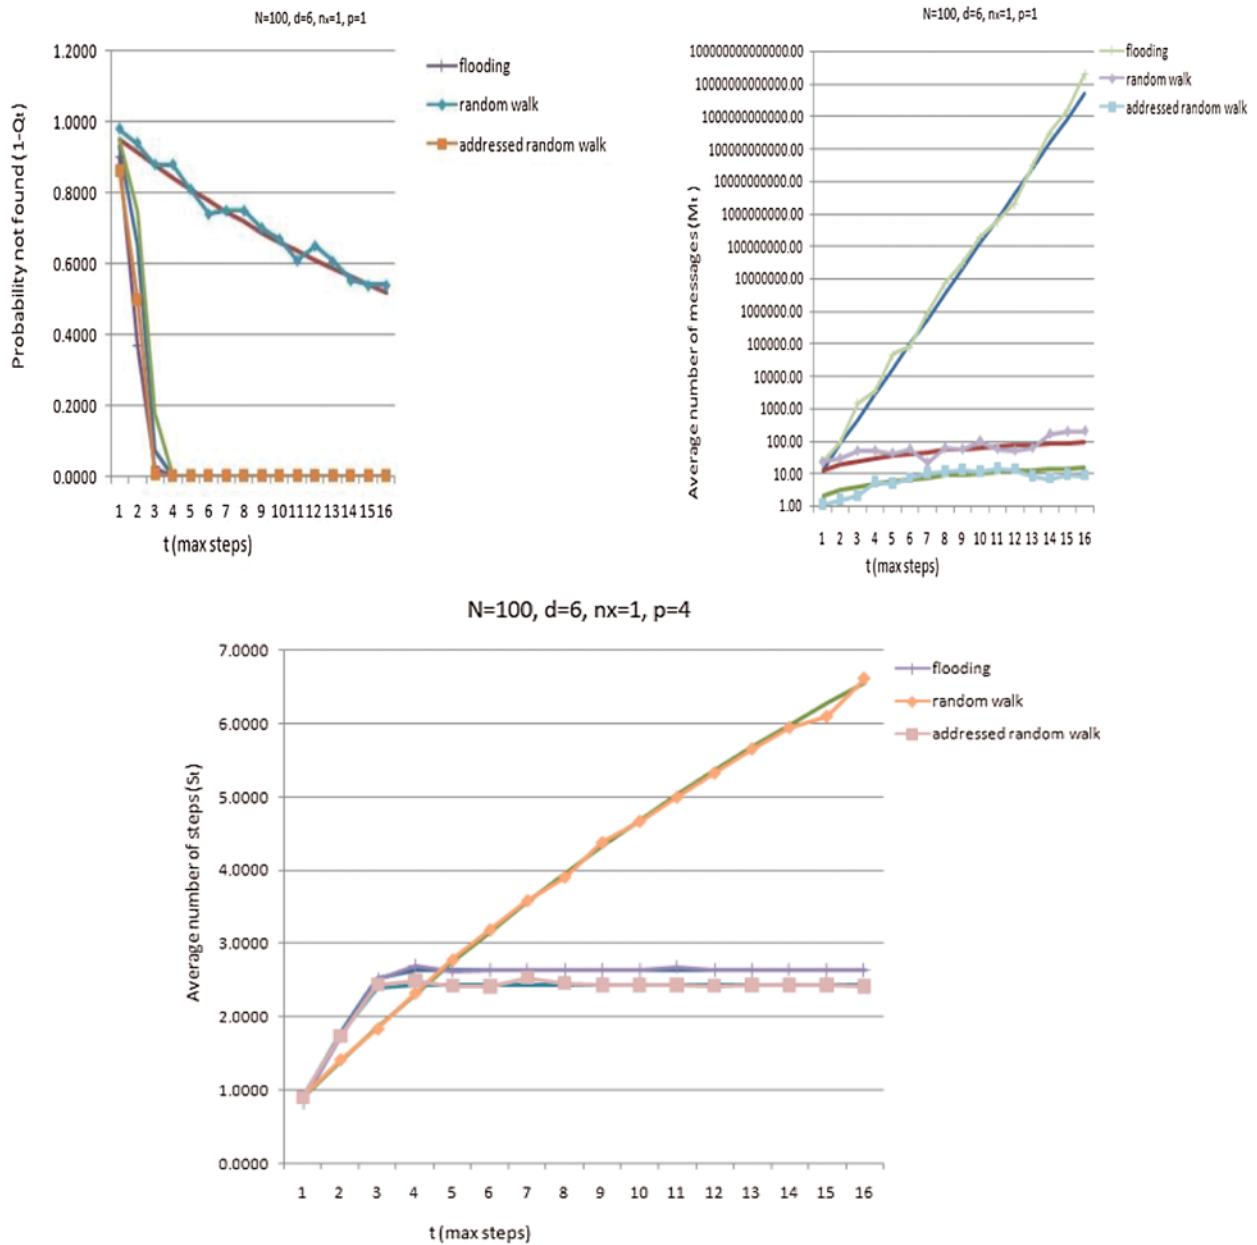 N=100, d=6, nx=1, p=1
1.2000
1.0000
0.8000
0.6000
0.4000
0.2000
0.0000
Probability not found (1-Qt)
1 2 3 4 5 6 7 8 9 10 11 12 13 14 15 16
t (max steps)
flooding
random walk
addressed random walk
N=100, d=6, nx=1, p=1
100000000000000.00
10000000000000.00
1000000000000.00
100000000000.00
10000000000.00
1000000000.00
100000000.00
10000000.00
1000000.00
100000.00
10000.00
1000.00
100.00
10.00
1.00
Average number of messages (Mt)
1 2 3 4 5 6 7 8 9 10 11 12 13 14 15 16
t (max steps)
flooding
random walk
addressed random walk
N=100, d=6, nx=1, p=4
7.0000
6.0000
5.0000
4.0000
3.0000
2.0000
1.0000
0.0000
Average number of steps (St)
1 2 3 4 5 6 7 8 9 10 11 12 13 14 15 16
t (max steps)
flooding
random walk
addressed random walk